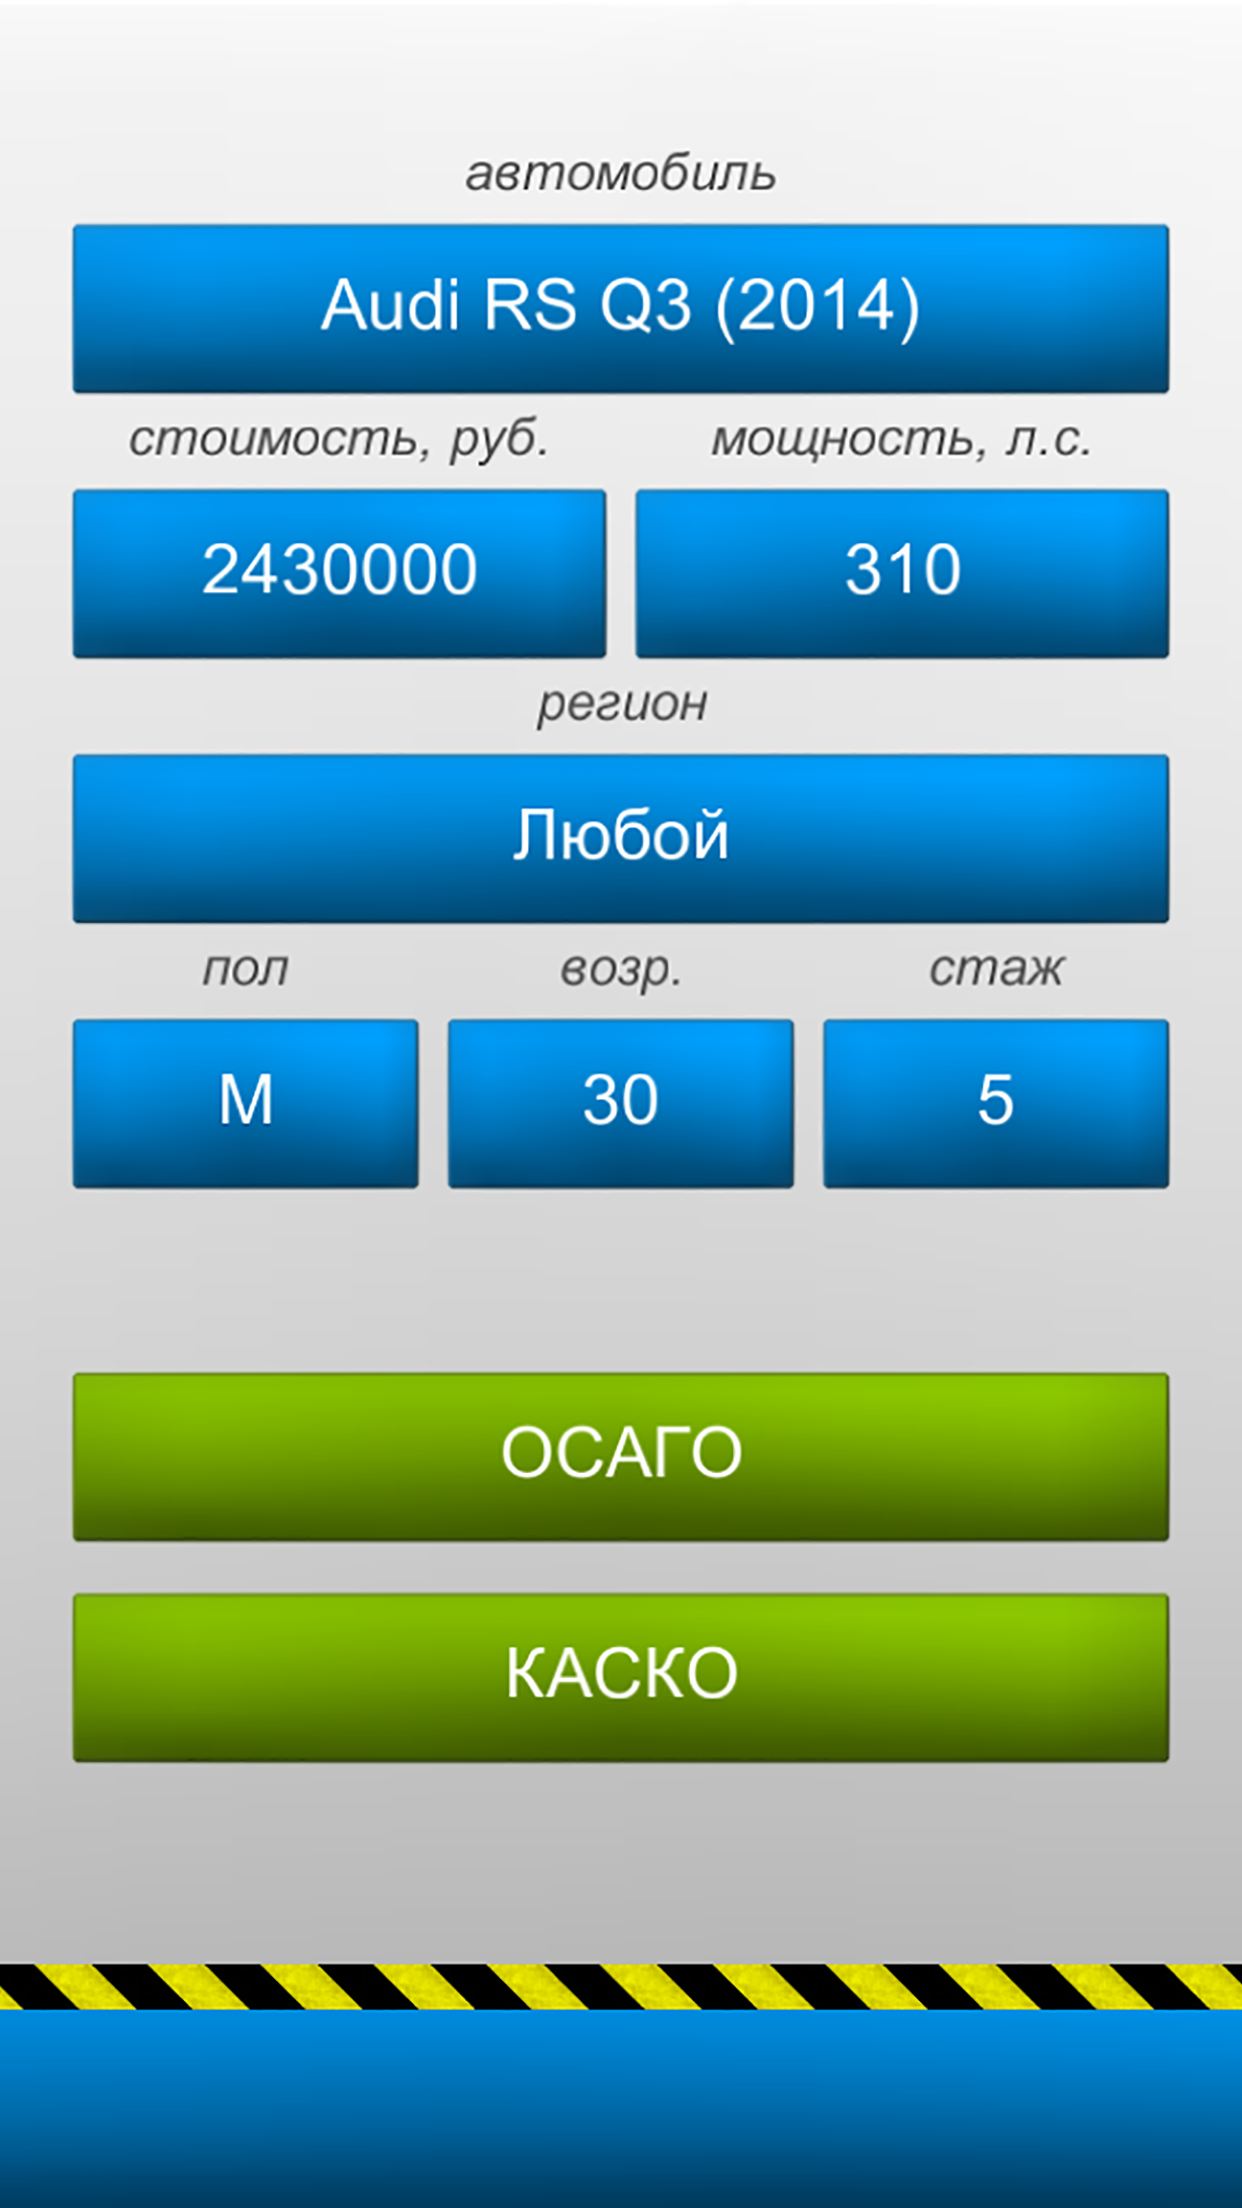 автомобиль
Audi RS Q3 (2014)
стоимость, руб. мощность, л.с.
2430000 310
регион
Любой
пол возр. стаж
М 30 5
ОСАГО
КАСКО